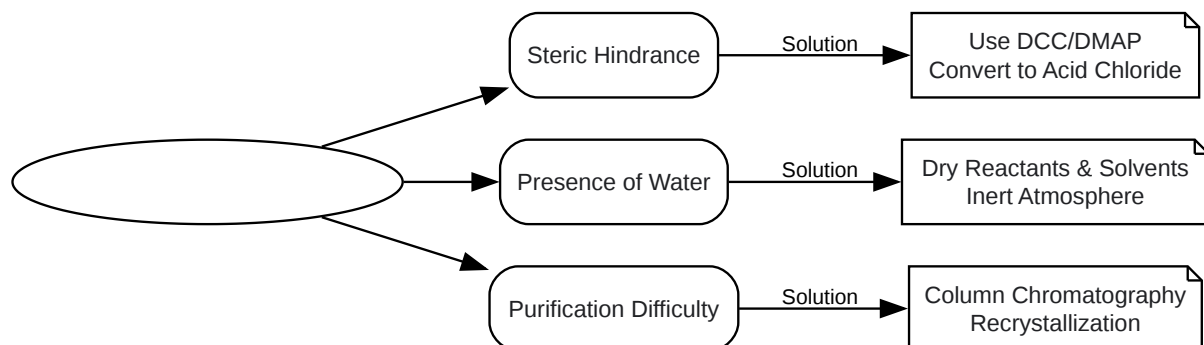 Steric Hindrance
Solution
Use DCC/DMAP
Convert to Acid Chloride
Presence of Water
Solution
Dry Reactants & Solvents
Inert Atmosphere
Purification Difficulty
Solution
Column Chromatography
Recrystallization